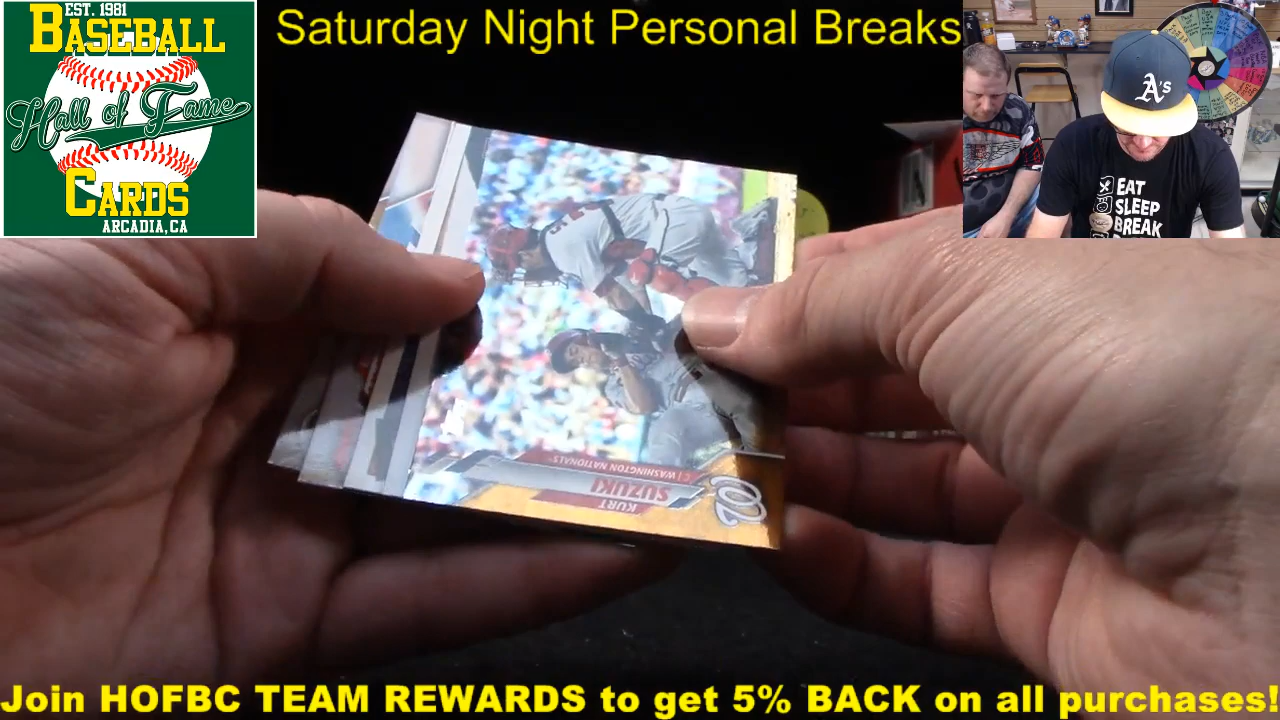 EST. 1981
BASEBALL
Hall of Fame
CARDS
ARCADIA, CA
Saturday Night Personal Breaks
A's
EAT
SLEEP
BREAK
C | WASHINGTON NATIONALS
KURT
SUZUKI
W
Join HOFBC TEAM REWARDS to get 5% BACK on all purchases!